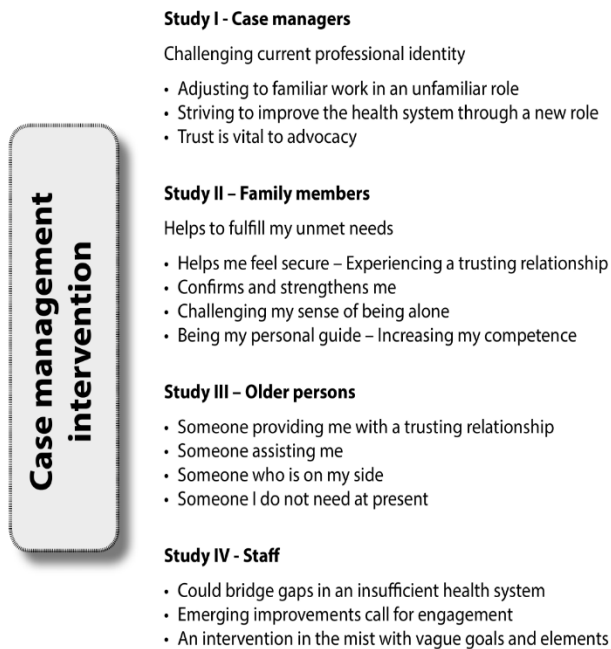 Case management
intervention
Study I - Case managers
Challenging current professional identity
• Adjusting to familiar work in an unfamiliar role
• Striving to improve the health system through a new role
• Trust is vital to advocacy
Study II – Family members
Helps to fulfill my unmet needs
• Helps me feel secure – Experiencing a trusting relationship
• Confirms and strengthens me
• Challenging my sense of being alone
• Being my personal guide – Increasing my competence
Study III – Older persons
• Someone providing me with a trusting relationship
• Someone assisting me
• Someone who is on my side
• Someone I do not need at present
Study IV - Staff
• Could bridge gaps in an insufficient health system
• Emerging improvements call for engagement
• An intervention in the mist with vague goals and elements